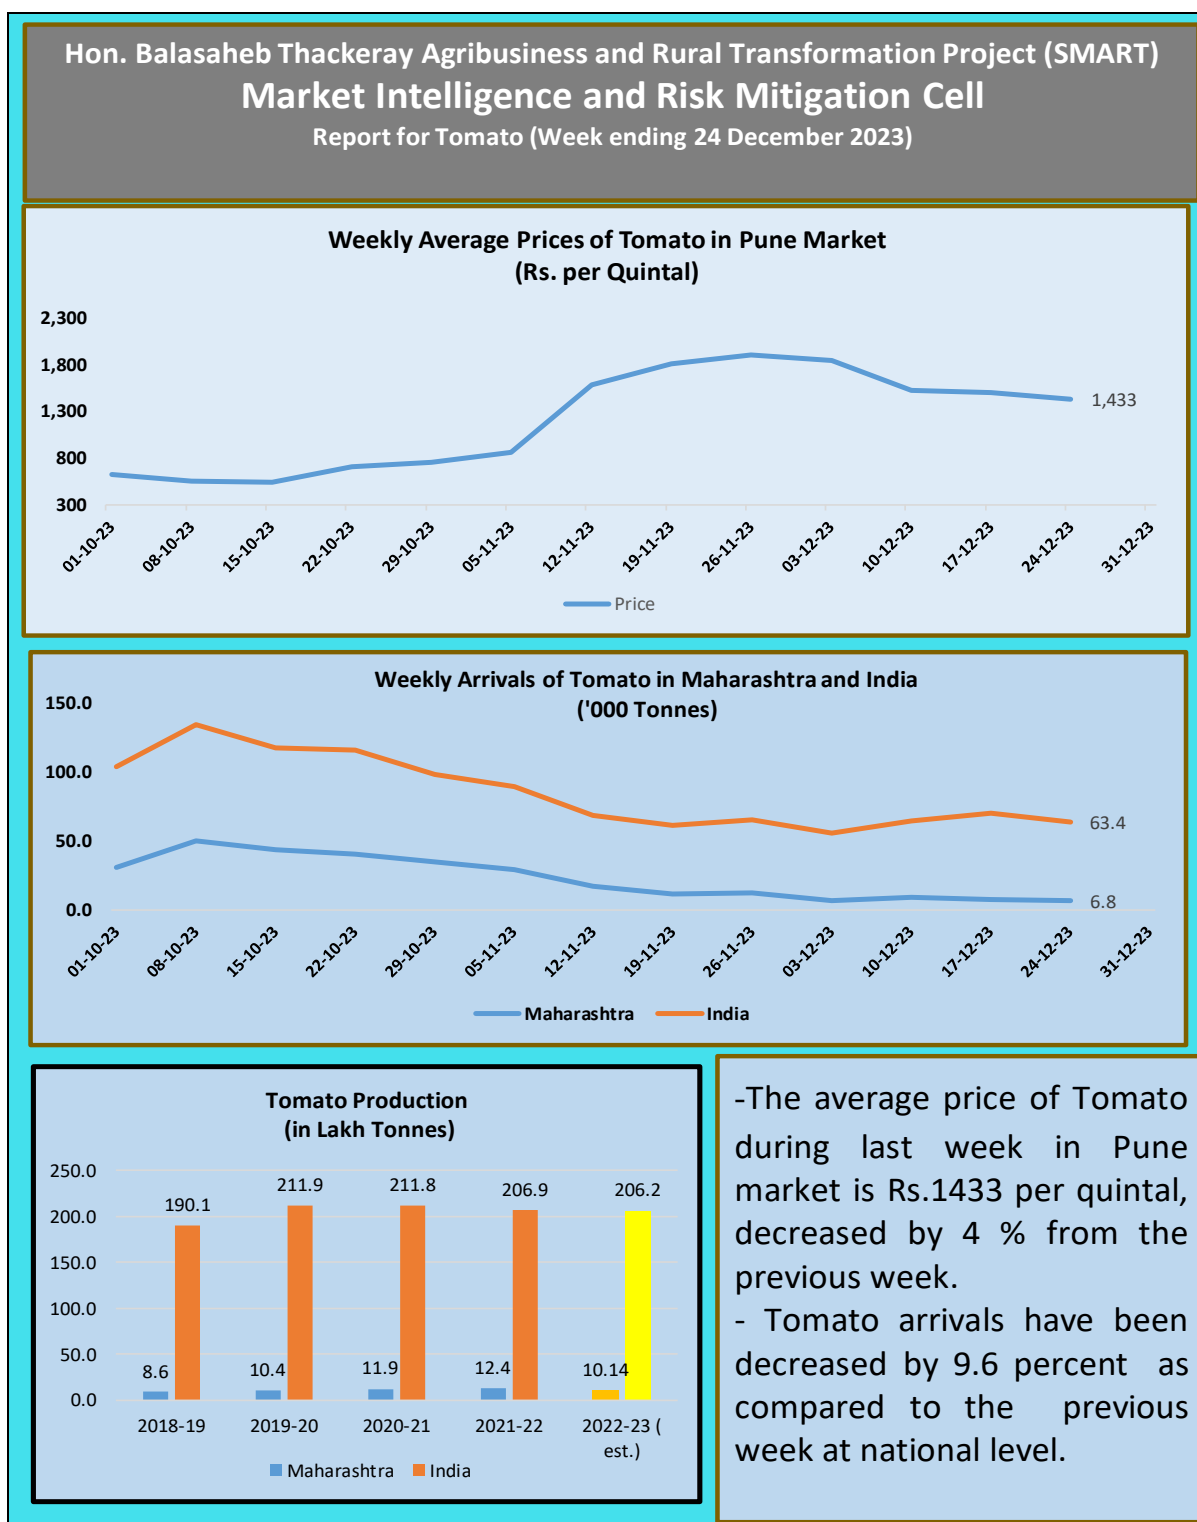 Hon. Balasaheb Thackeray Agribusiness and Rural Transformation Project (SMART)
Market Intelligence and Risk Mitigation Cell
Report for Tomato (Week ending 24 December 2023)
Weekly Average Prices of Tomato in Pune Market
(Rs. per Quintal)
2,300
1,800
1,300
800
300
1,433
01-10-23
08-10-23
15-10-23
22-10-23
29-10-23
05-11-23
12-11-23
19-11-23
26-11-23
03-12-23
10-12-23
17-12-23
24-12-23
31-12-23
Price
Weekly Arrivals of Tomato in Maharashtra and India
('000 Tonnes)
150.0
100.0
50.0
0.0
63.4
6.8
01-10-23
08-10-23
15-10-23
22-10-23
29-10-23
05-11-23
12-11-23
19-11-23
26-11-23
03-12-23
10-12-23
17-12-23
24-12-23
31-12-23
Maharashtra India
Tomato Production
(in Lakh Tonnes)
250.0
200.0
150.0
100.0
50.0
0.0
190.1
211.9
211.8
206.9
206.2
8.6
10.4
11.9
12.4
10.14
2018-19
2019-20
2020-21
2021-22
2022-23 (
est.)
Maharashtra India
-The average price of Tomato
during last week in Pune
market is Rs.1433 per quintal,
decreased by 4 % from the
previous week.
- Tomato arrivals have been
decreased by 9.6 percent as
compared to the previous
week at national level.